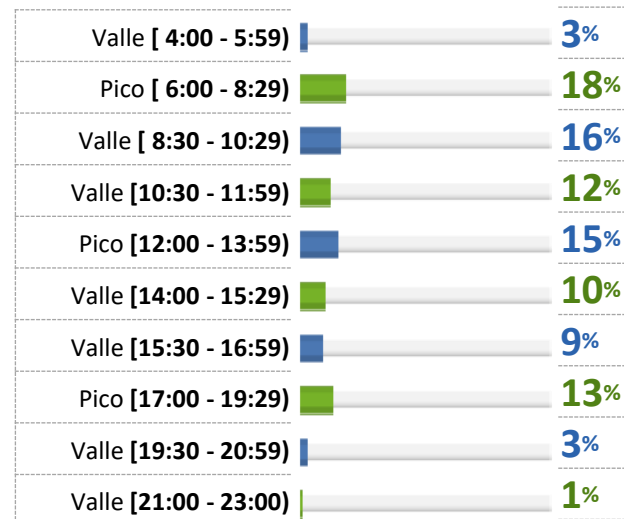 Valle [ 4:00 - 5:59) 3%
Pico [ 6:00 - 8:29) 18%
Valle [ 8:30 - 10:29) 16%
Valle [10:30 - 11:59) 12%
Pico [12:00 - 13:59) 15%
Valle [14:00 - 15:29) 10%
Valle [15:30 - 16:59) 9%
Pico [17:00 - 19:29) 13%
Valle [19:30 - 20:59) 3%
Valle [21:00 - 23:00) 1%